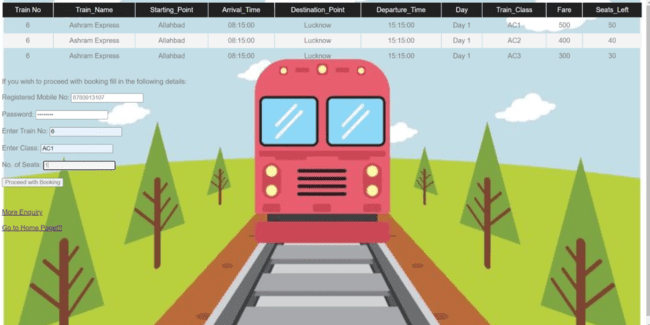 Train No Train_Name Starting_Point Arrival_Time Destination_Point Departure_Time Day Train_Class Fare Seats_Left
6 Ashram Express Allahbad 08:15:00 Lucknow 15:15:00 Day 1 AC1 500 50
6 Ashram Express Allahbad 08:15:00 Lucknow 15:15:00 Day 1 AC2 400 40
6 Ashram Express Allahbad 08:15:00 Lucknow 15:15:00 Day 1 AC3 300 30
If you wish to proceed with booking fill in the following details:
Registered Mobile No:
Password: ••••••••
Enter Train No: 6
Enter Class: AC1
No. of Seats:
Proceed with Booking
More Enquiry
Go to Home Page!!!